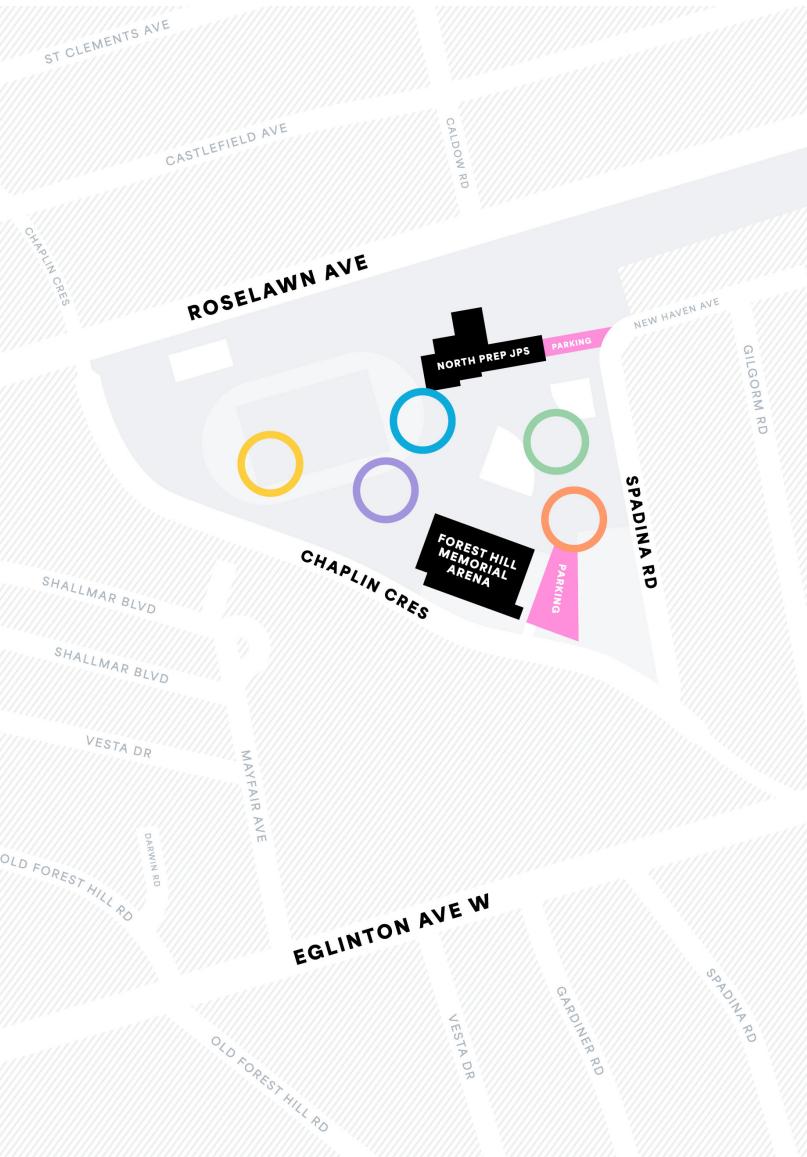 ST CLEMENTS AVE
CASTLEFIELD AVE
CALDOW RD
CHAPLIN CRES
ROSELAWN AVE
NEW HAVEN AVE
PARKING
NORTH PREP JPS
GILGORM RD
SPADINA RD
FOREST HILL
MEMORIAL
ARENA
PARKING
CHAPLIN CRES
SHALLMAR BLVD
SHALLMAR BLVD
VESTA DR
MAYFAIR AVE
DARWIN RD
OLD FOREST HILL RD
EGLINTON AVE W
SPADINA RD
GARDINER RD
VESTA DR
OLD FOREST HILL RD